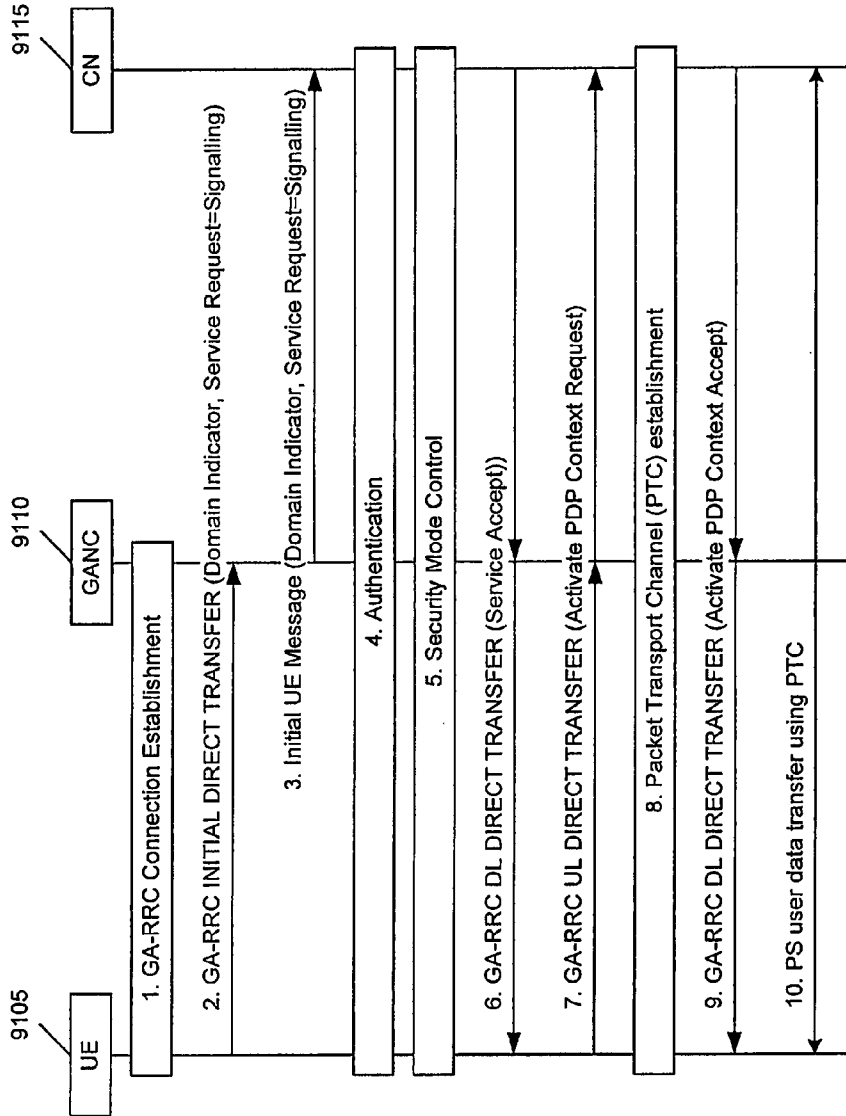 9105
9110
9115
UE
GANC
CN
1. GA-RRC Connection Establishment
2. GA-RRC INITIAL DIRECT TRANSFER (Domain Indicator, Service Request=Signalling)
3. Initial UE Message (Domain Indicator, Service Request=Signalling)
4. Authentication
5. Security Mode Control
6. GA-RRC DL DIRECT TRANSFER (Service Accept))
7. GA-RRC UL DIRECT TRANSFER (Activate PDP Context Request)
8. Packet Transport Channel (PTC) establishment
9. GA-RRC DL DIRECT TRANSFER (Activate PDP Context Accept)
10. PS user data transfer using PTC